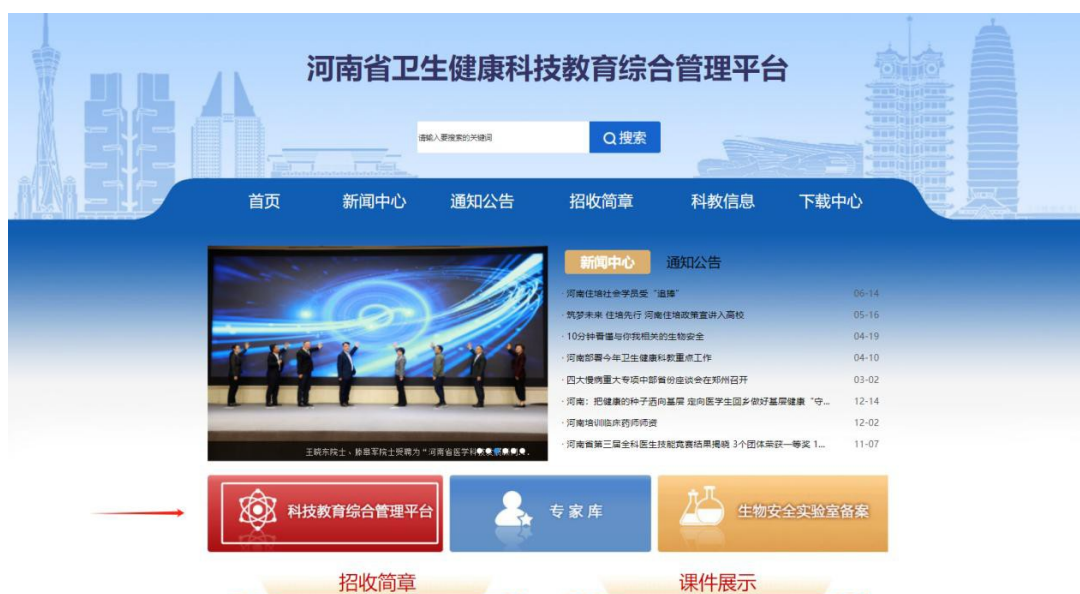 河南省卫生健康科技教育综合管理平台
请输入要搜索的关键词
搜索
首页 新闻中心 通知公告 招收简章 科教信息 下载中心
新闻中心 通知公告
· 河南住培社会学员受“追捧” 06-14
· 筑梦未来 住培先行 河南住培政策宣讲入高校 05-16
· 10分钟看懂与你我相关的生物安全 04-19
· 河南部署今年卫生健康科教重点工作 04-10
· 四大慢病重大专项中部省份座谈会在郑州召开 03-02
· 河南：把健康的种子洒向基层 定向医学生回乡做好基层健康“守... 12-14
· 河南培训临床药师师资 12-02
· 河南省第三届全科医生技能竞赛结果揭晓 3个团体荣获一等奖 1... 11-07
王晓东院士、滕皋军院士受聘为“河南省医学科
科技教育综合管理平台
专家库
生物安全实验室备案
招收简章 课件展示